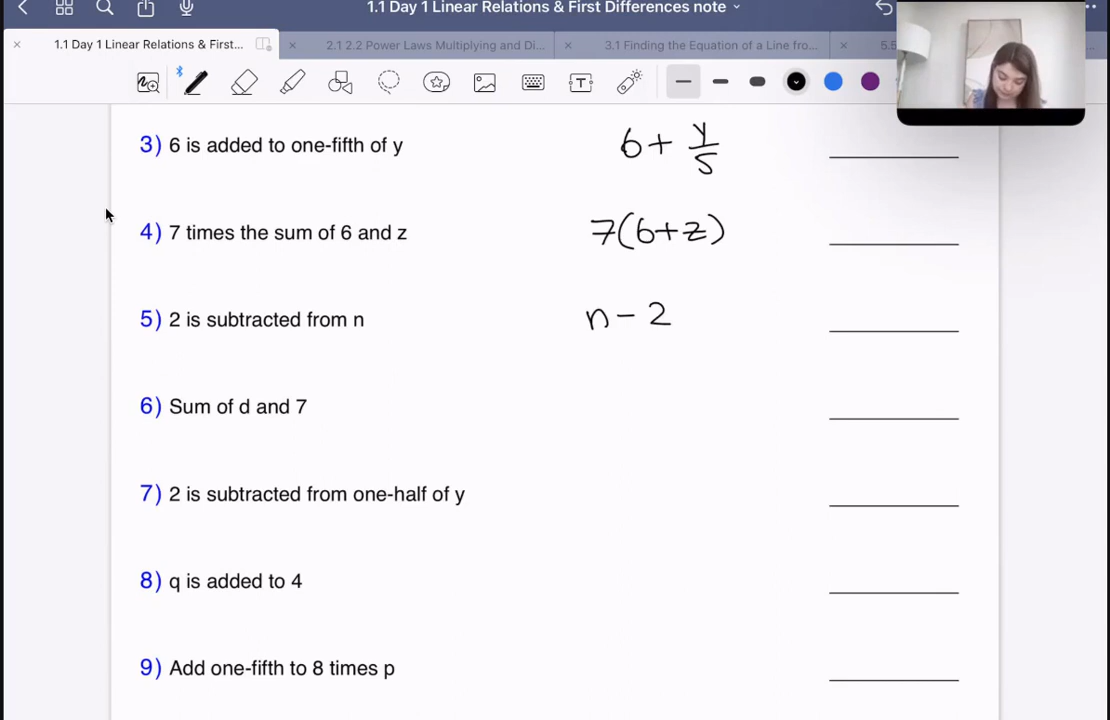 1.1 Day 1 Linear Relations & First Differences note
1.1 Day 1 Linear Relations & First...
2.1 2.2 Power Laws Multiplying and Di...
3.1 Finding the Equation of a Line fro...
3) 6 is added to one-fifth of y
6 + y/5
4) 7 times the sum of 6 and z
7(6+z)
5) 2 is subtracted from n
n - 2
6) Sum of d and 7
7) 2 is subtracted from one-half of y
8) q is added to 4
9) Add one-fifth to 8 times p